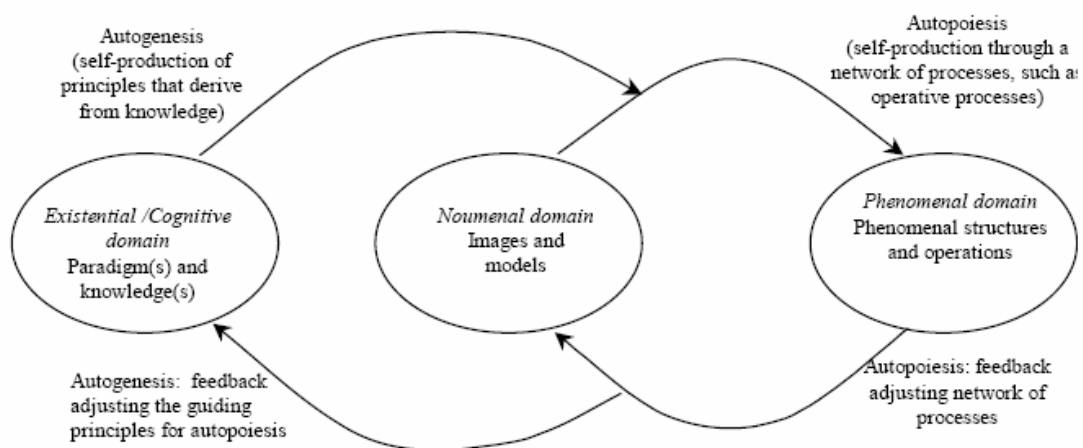 Autogenesis
(self-production of
principles that derive
from knowledge)
Autopoiesis
(self-production through a
network of processes, such as
operative processes)
Existential /Cognitive
domain
Paradigm(s) and
knowledge(s)
Noumenal domain
Images and
models
Phenomenal domain
Phenomenal structures
and operations
Autogenesis: feedback
adjusting the guiding
principles for autopoiesis
Autopoiesis: feedback
adjusting network of
processes